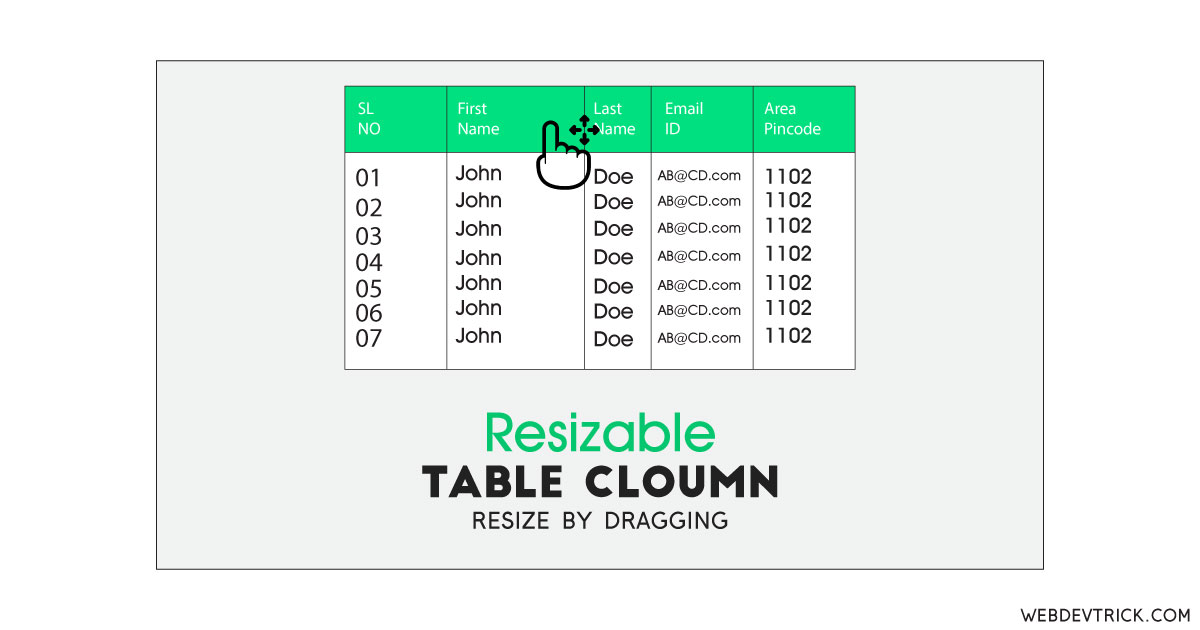 SL First Last Email Area
NO Name Name ID Pincode
01 John Doe AB@CD.com 1102
02 John Doe AB@CD.com 1102
03 John Doe AB@CD.com 1102
04 John Doe AB@CD.com 1102
05 John Doe AB@CD.com 1102
06 John Doe AB@CD.com 1102
07 John Doe AB@CD.com 1102
Resizable
TABLE CLOUMN
RESIZE BY DRAGGING
WEBDEVTRICK.COM